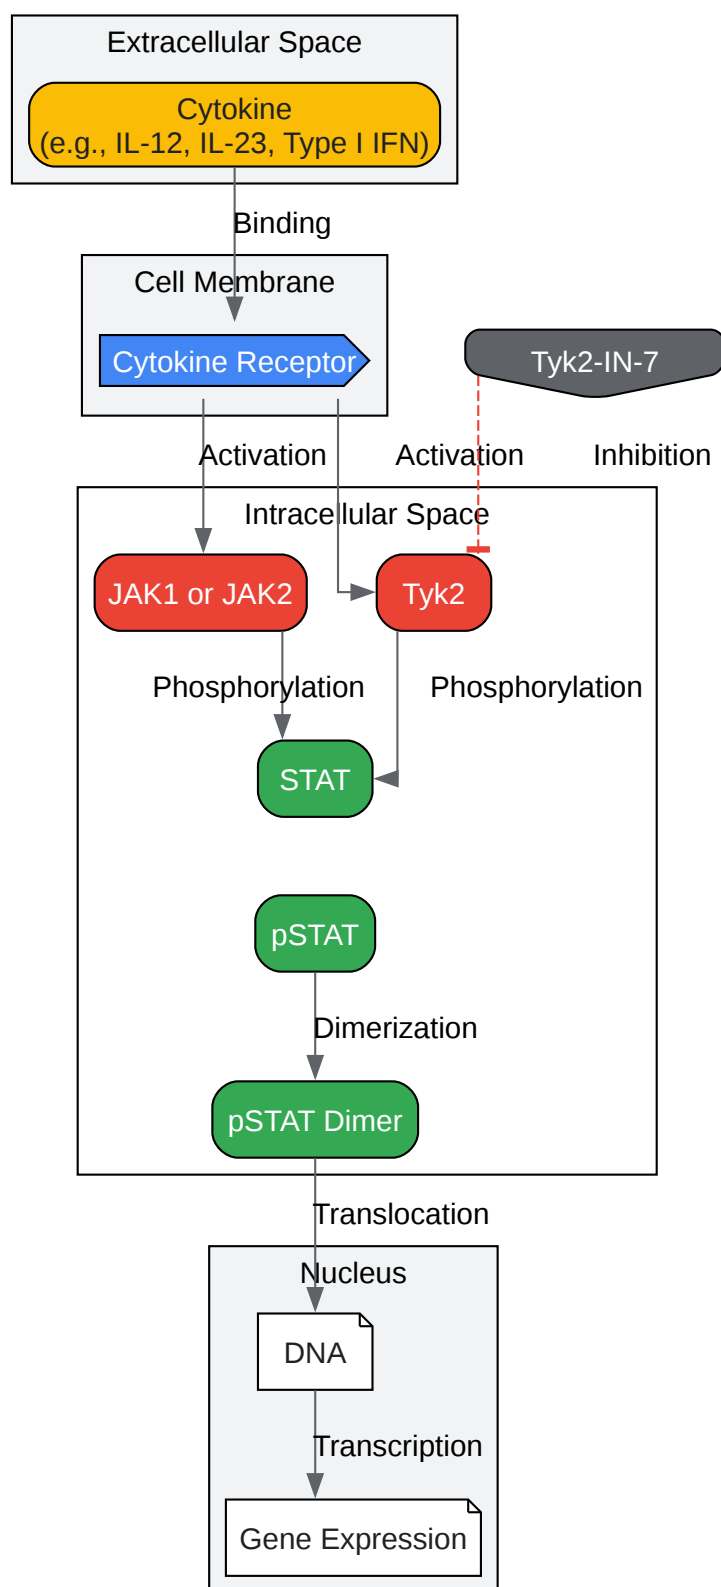 Extracellular Space
Cytokine
(e.g., IL-12, IL-23, Type I IFN)
Binding
Cell Membrane
Cytokine Receptor
Tyk2-IN-7
Activation
Activation
Inhibition
Intracellular Space
JAK1 or JAK2
Tyk2
Phosphorylation
Phosphorylation
STAT
pSTAT
Dimerization
pSTAT Dimer
Translocation
Nucleus
DNA
Transcription
Gene Expression